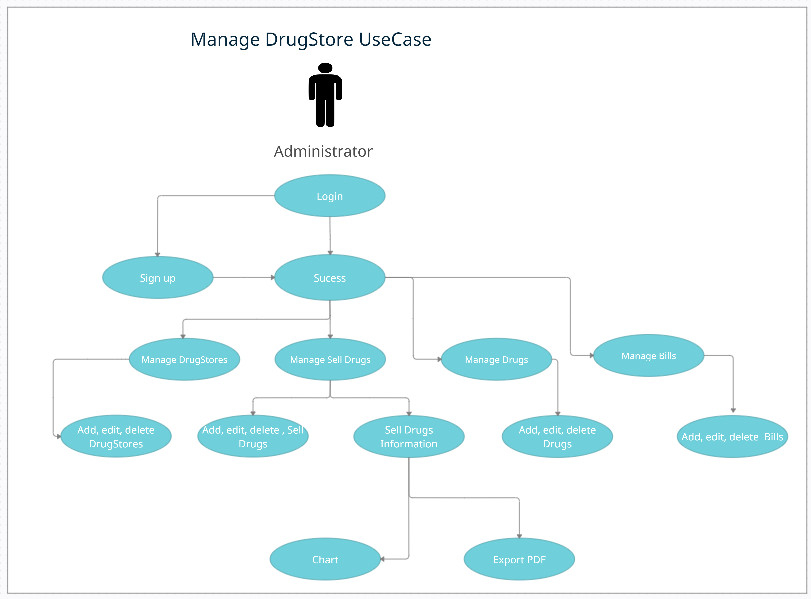 Manage DrugStore UseCase
Administrator
Login
Sign up
Sucess
Manage DrugStores
Manage Sell Drugs
Manage Drugs
Manage Bills
Add, edit, delete
DrugStores
Add, edit, delete , Sell
Drugs
Sell Drugs
Information
Add, edit, delete
Drugs
Add, edit, delete Bills
Chart
Export PDF